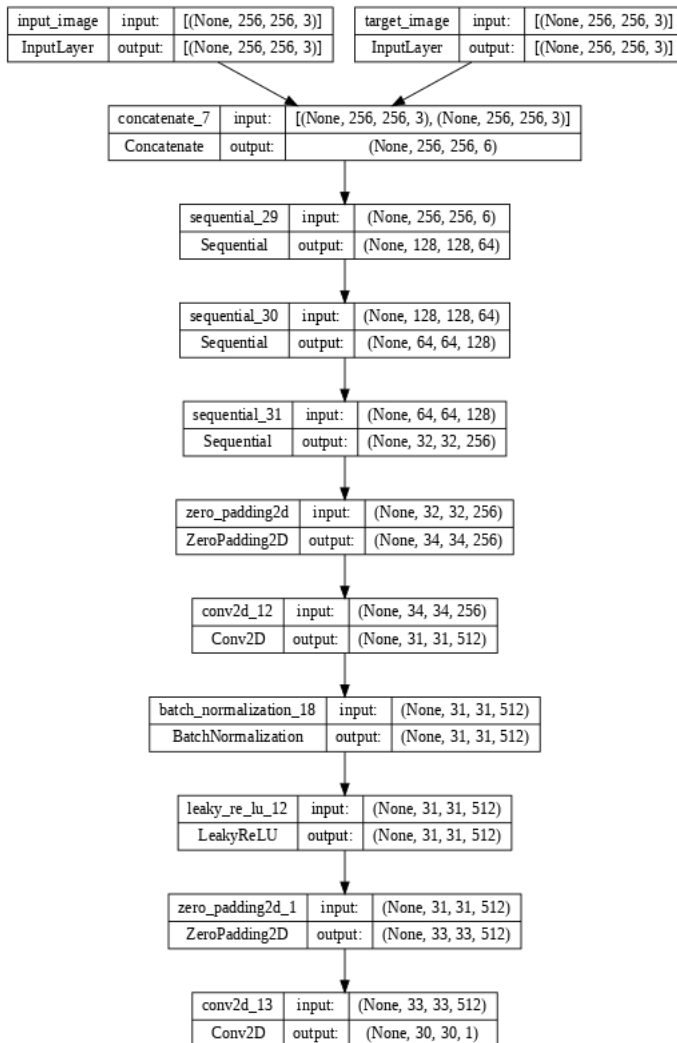 input_image input: [(None, 256, 256, 3)] target_image input: [(None, 256, 256, 3)]
InputLayer output: [(None, 256, 256, 3)] InputLayer output: [(None, 256, 256, 3)]
concatenate_7 input: [(None, 256, 256, 3), (None, 256, 256, 3)]
Concatenate output: (None, 256, 256, 6)
sequential_29 input: (None, 256, 256, 6)
Sequential output: (None, 128, 128, 64)
sequential_30 input: (None, 128, 128, 64)
Sequential output: (None, 64, 64, 128)
sequential_31 input: (None, 64, 64, 128)
Sequential output: (None, 32, 32, 256)
zero_padding2d input: (None, 32, 32, 256)
ZeroPadding2D output: (None, 34, 34, 256)
conv2d_12 input: (None, 34, 34, 256)
Conv2D output: (None, 31, 31, 512)
batch_normalization_18 input: (None, 31, 31, 512)
BatchNormalization output: (None, 31, 31, 512)
leaky_re_lu_12 input: (None, 31, 31, 512)
LeakyReLU output: (None, 31, 31, 512)
zero_padding2d_1 input: (None, 31, 31, 512)
ZeroPadding2D output: (None, 33, 33, 512)
conv2d_13 input: (None, 33, 33, 512)
Conv2D output: (None, 30, 30, 1)